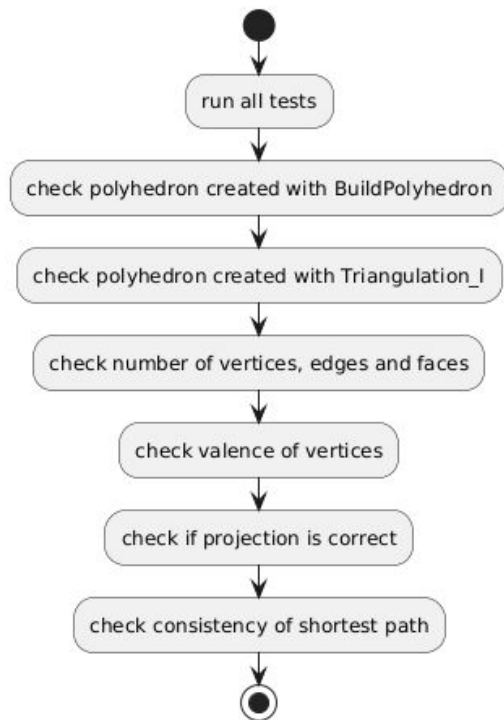 run all tests
check polyhedron created with BuildPolyhedron
check polyhedron created with Triangulation_I
check number of vertices, edges and faces
check valence of vertices
check if projection is correct
check consistency of shortest path